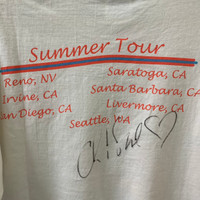 Summer Tour
Reno, NV Saratoga, CA
Irvine, CA Santa Barbara, CA
an Diego, CA Livermore, CA
Seattle, WA